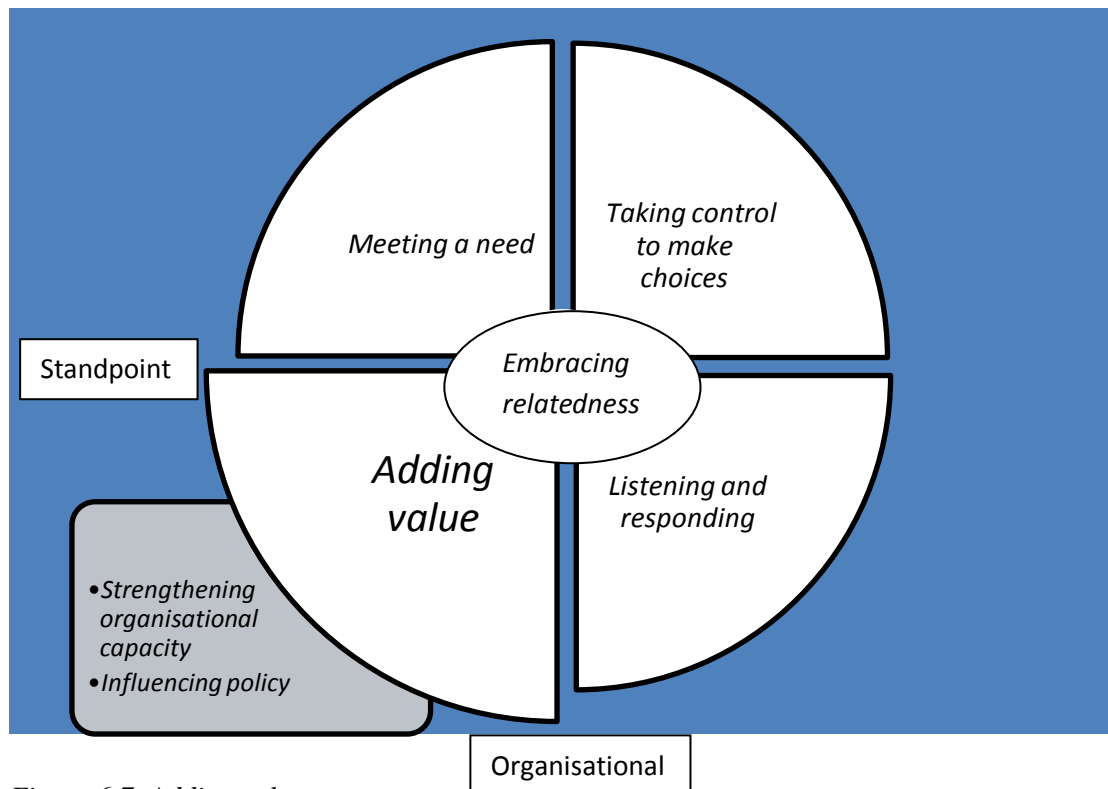 Meeting a need
Taking control
to make
choices
Standpoint
Embracing
relatedness
Adding
value
Listening and
responding
•Strengthening
organisational
capacity
•Influencing policy
Organisational